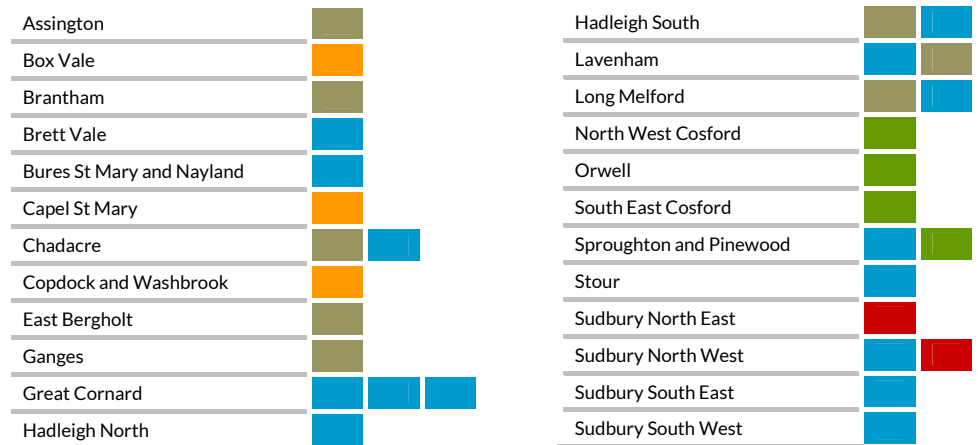 Assington
Box Vale
Brantham
Brett Vale
Bures St Mary and Nayland
Capel St Mary
Chadacre
Copdock and Washbrook
East Bergholt
Ganges
Great Cornard
Hadleigh North
Hadleigh South
Lavenham
Long Melford
North West Cosford
Orwell
South East Cosford
Sproughton and Pinewood
Stour
Sudbury North East
Sudbury North West
Sudbury South East
Sudbury South West